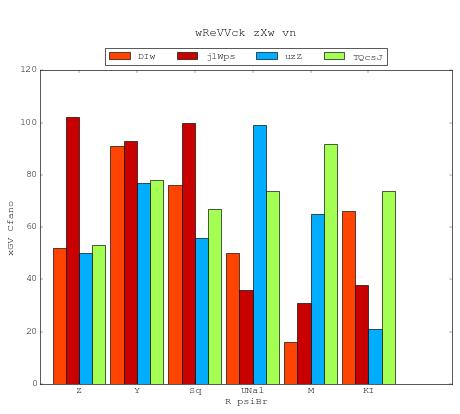 wReVVck zXw vn
DIw jlWps uzZ TQcsJ
120
100
80
60
40
20
0
xGV Cfano
Z Y Sq UNal M KI
R psiBr